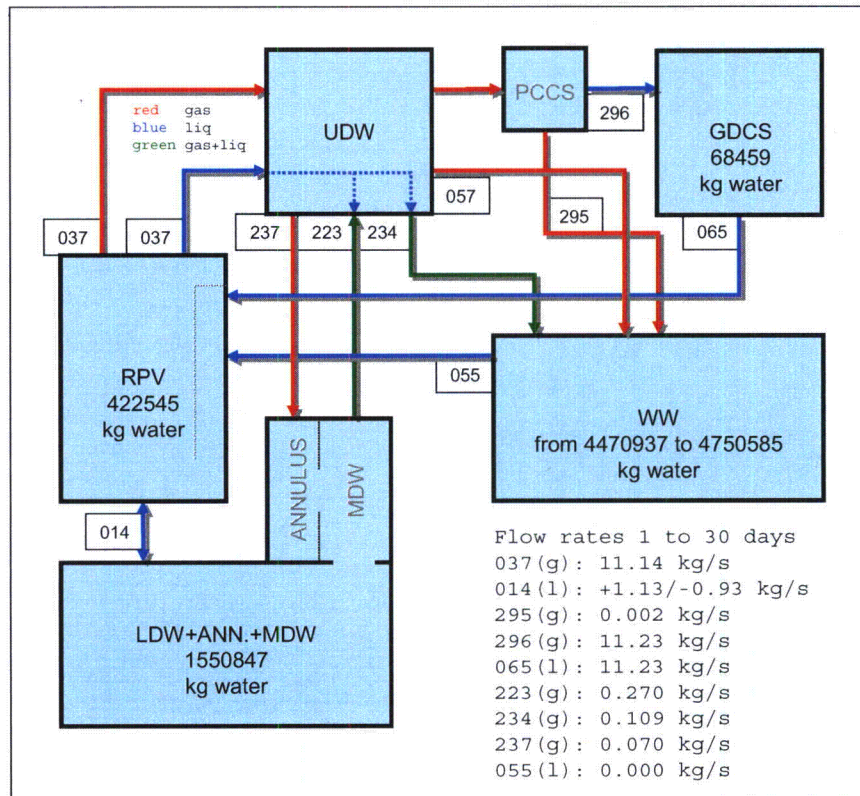 UDW
PCCS
296
GDCS
68459
kg water
red gas
blue liq
green gas+liq
057
295
065
037
037
237
223
234
RPV
422545
kg water
055
WW
from 4470937 to 4750585
kg water
ANNULUS
MDW
014
LDW+ANN.+MDW
1550847
kg water
Flow rates 1 to 30 days
037(g): 11.14 kg/s
014(l): +1.13/-0.93 kg/s
295(g): 0.002 kg/s
296(g): 11.23 kg/s
065(l): 11.23 kg/s
223(g): 0.270 kg/s
234(g): 0.109 kg/s
237(g): 0.070 kg/s
055(l): 0.000 kg/s